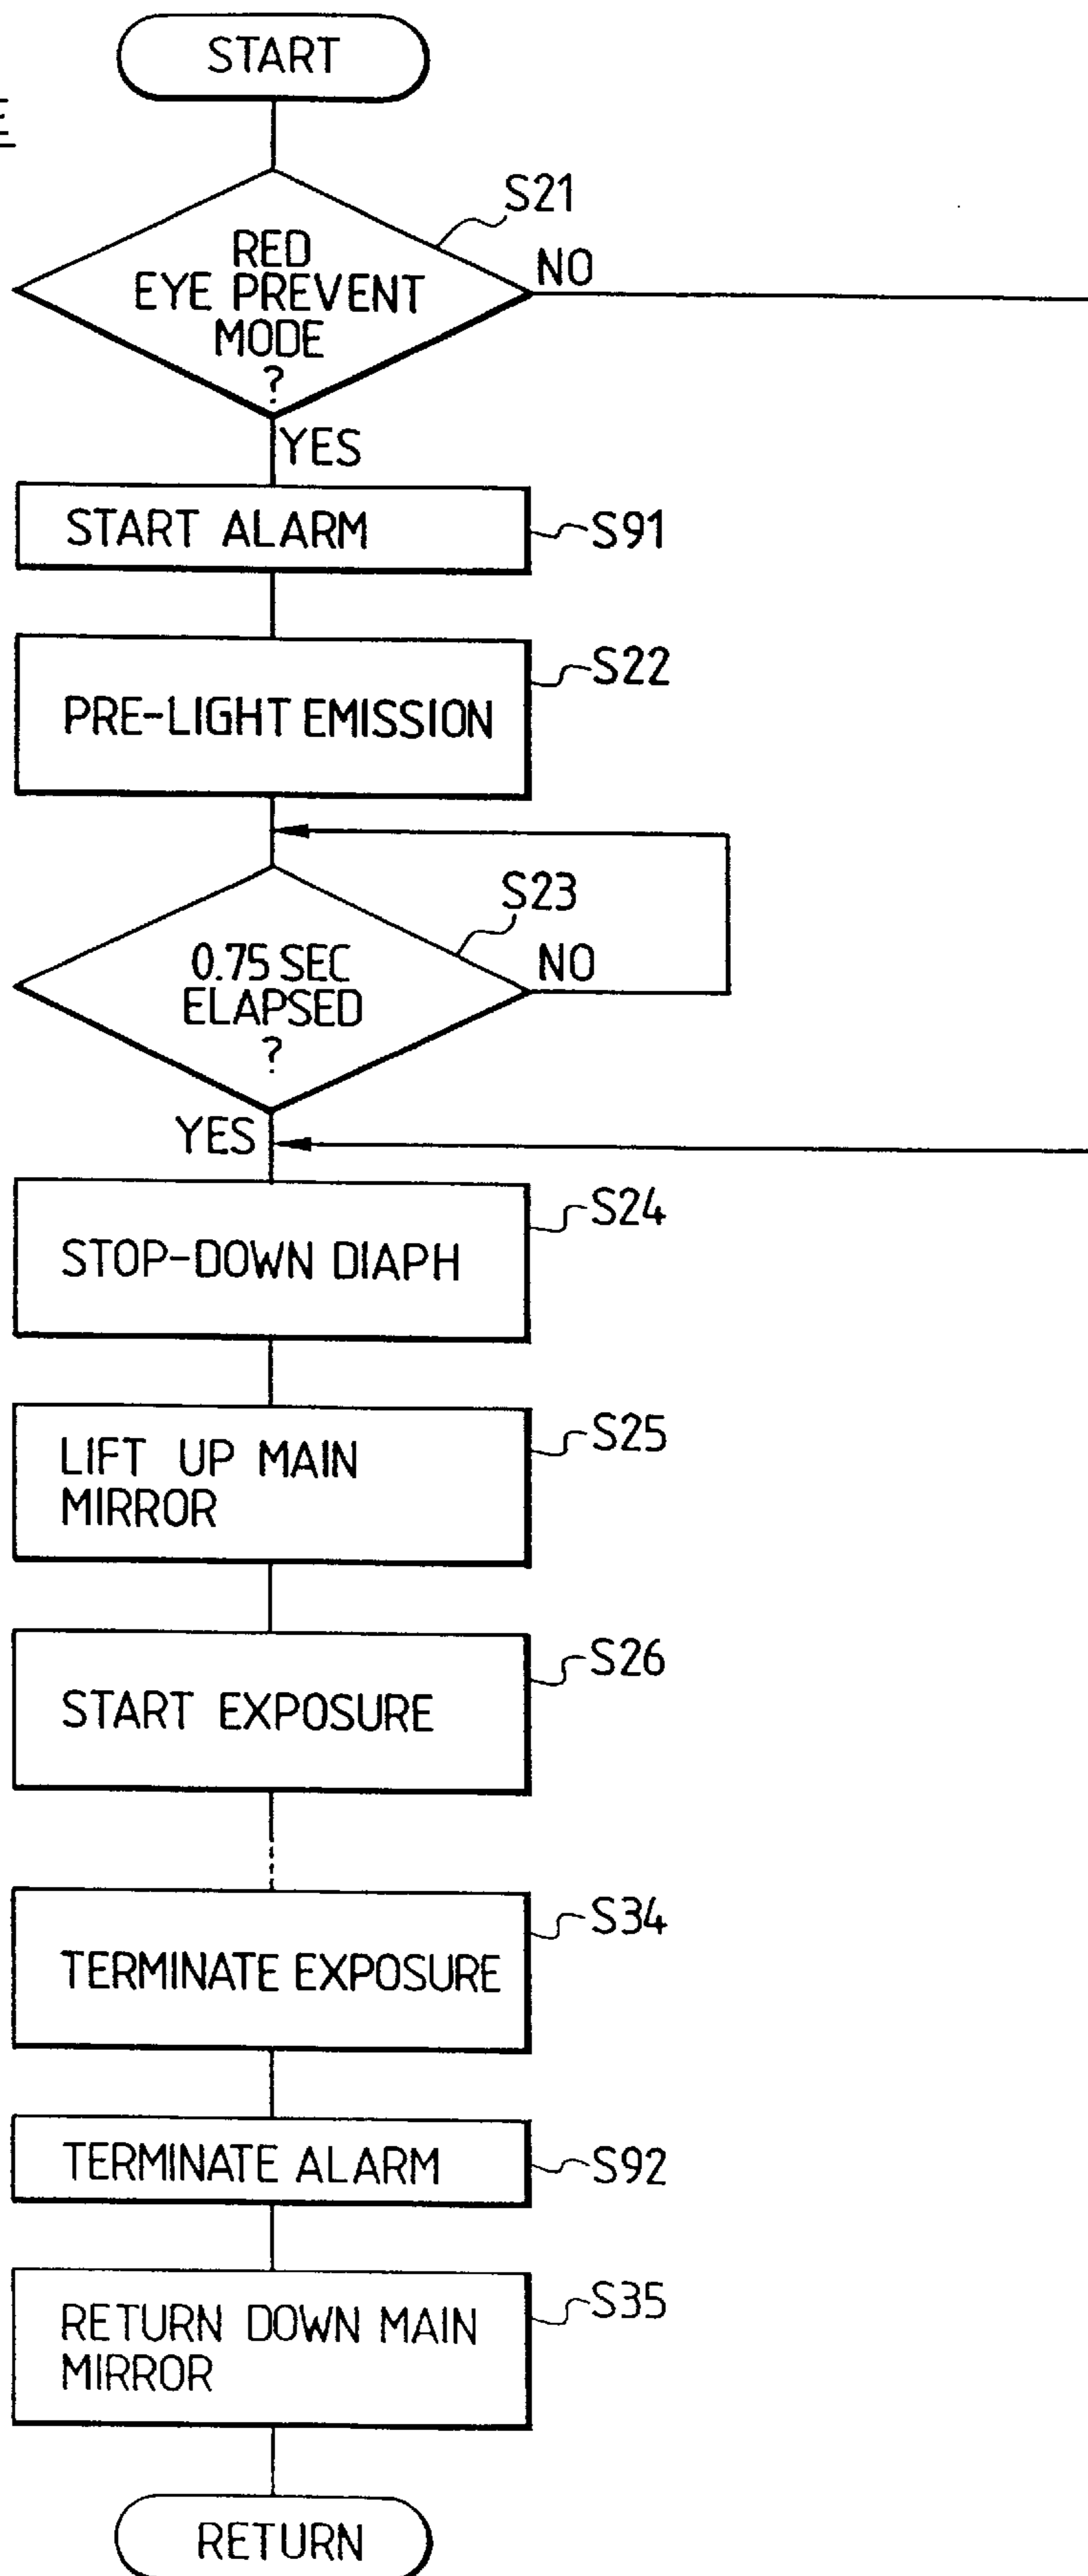 START
S21
RED
EYE PREVENT
MODE
?
NO
YES
START ALARM
S91
S22
PRE-LIGHT EMISSION
S23
0.75 SEC
ELAPSED
?
NO
YES
S24
STOP-DOWN DIAPH
S25
LIFT UP MAIN
MIRROR
S26
START EXPOSURE
S34
TERMINATE EXPOSURE
TERMINATE ALARM
S92
S35
RETURN DOWN MAIN
MIRROR
RETURN